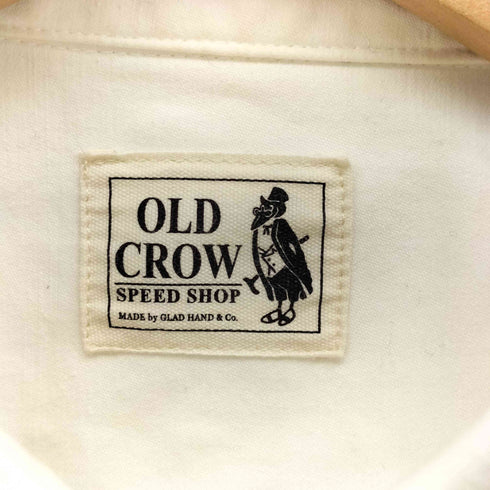 OLD
CROW
SPEED SHOP
MADE by GLAD HAND & Co.